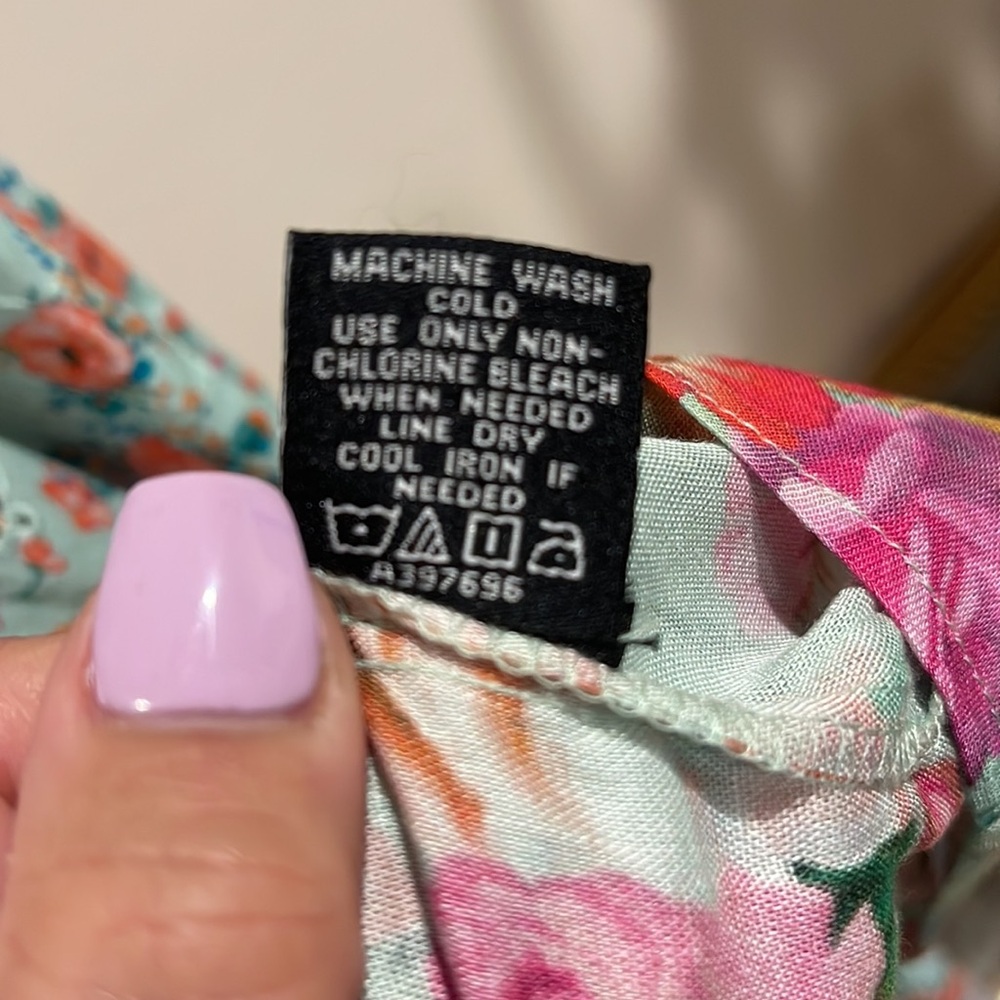 MACHINE WASH
COLD
USE ONLY NON-
CHLORINE BLEACH
WHEN NEEDED
LINE DRY
COOL IRON IF
NEEDED
A397696